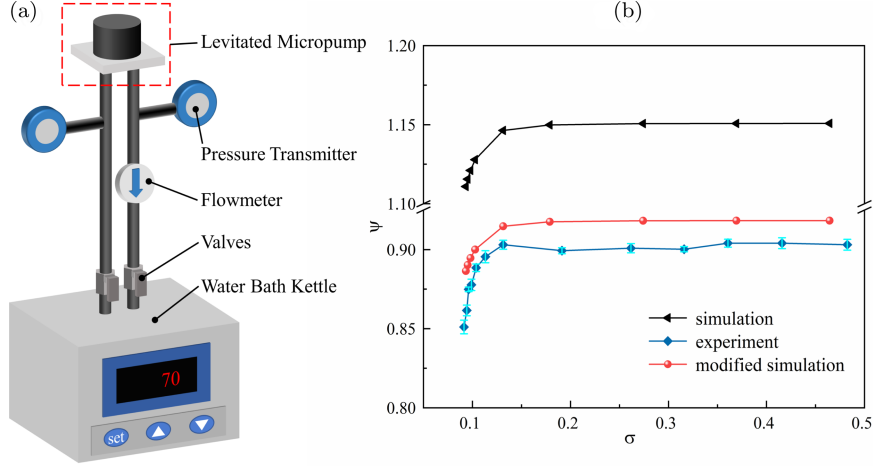 (a)
Levitated Micropump
Pressure Transmitter
Flowmeter
Valves
Water Bath Kettle
70
set
(b)
1.20
1.15
1.10
0.90
0.85
0.80
ψ
simulation
experiment
modified simulation
0.1 0.2 0.3 0.4 0.5
σ